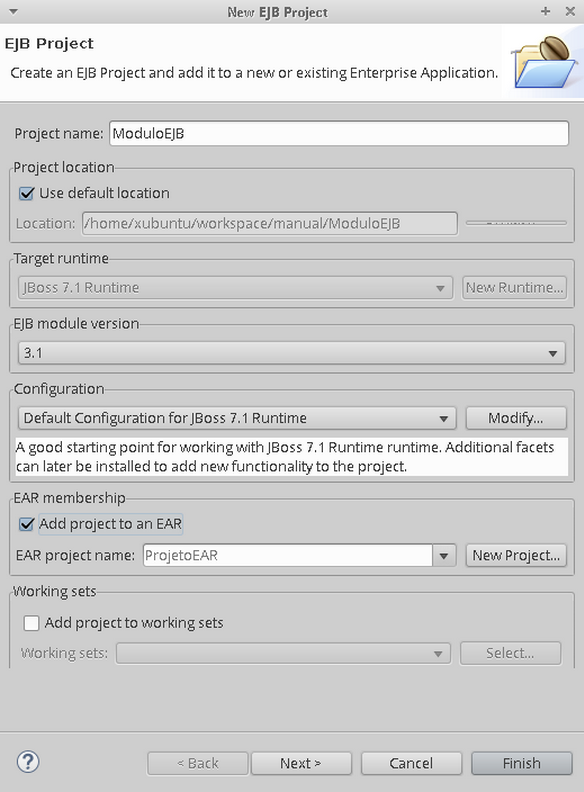 New EJB Project
EJB Project
Create an EJB Project and add it to a new or existing Enterprise Application.
Project name: ModuloEJB
Project location
Use default location
Location: /home/xubuntu/workspace/manual/ModuloEJB
Target runtime
JBoss 7.1 Runtime New Runtime...
EJB module version
3.1
Configuration
Default Configuration for JBoss 7.1 Runtime Modify...
A good starting point for working with JBoss 7.1 Runtime runtime. Additional facets
can later be installed to add new functionality to the project.
EAR membership
Add project to an EAR
EAR project name: ProjetoEAR New Project...
Working sets
Add project to working sets
Working sets: Select...
? < Back Next > Cancel Finish